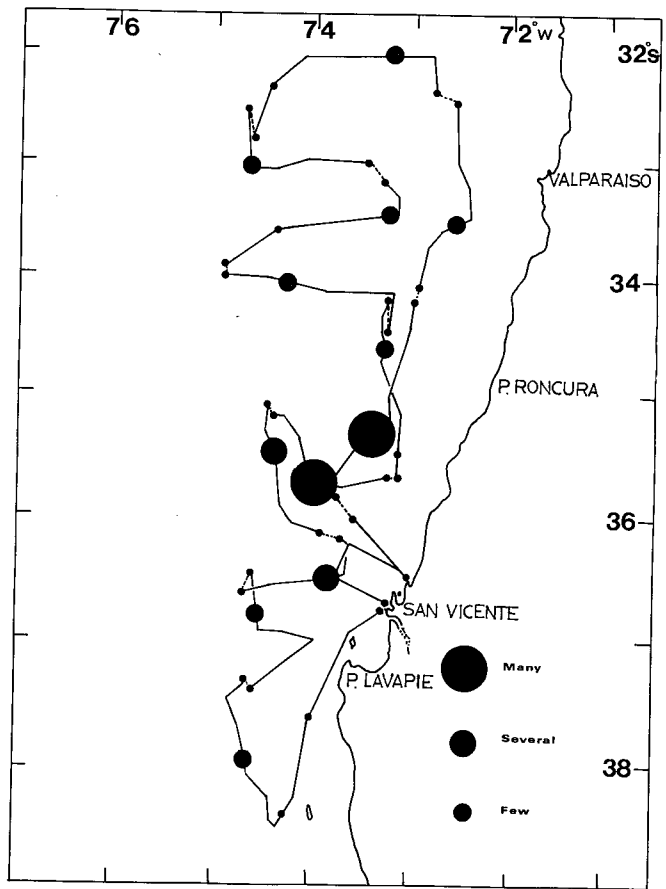 76 74 72°W
32°S
VALPARAISO
34
P. RONCURA
36
SAN VICENTE
Many
P. LAVAPIE
Several
38
Few